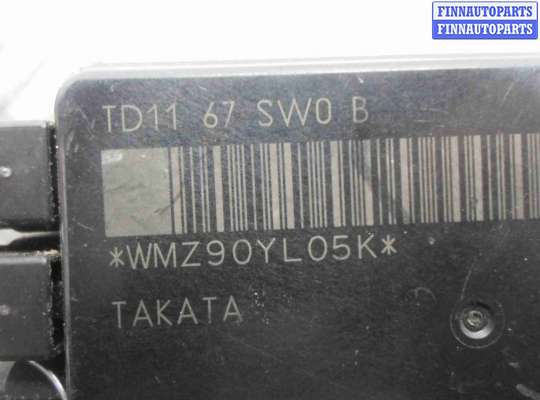 FINNAUTOPARTS
FINNAUTOPARTS
TD11 67 SW0 B
*WMZ90YL05K*
TAKATA